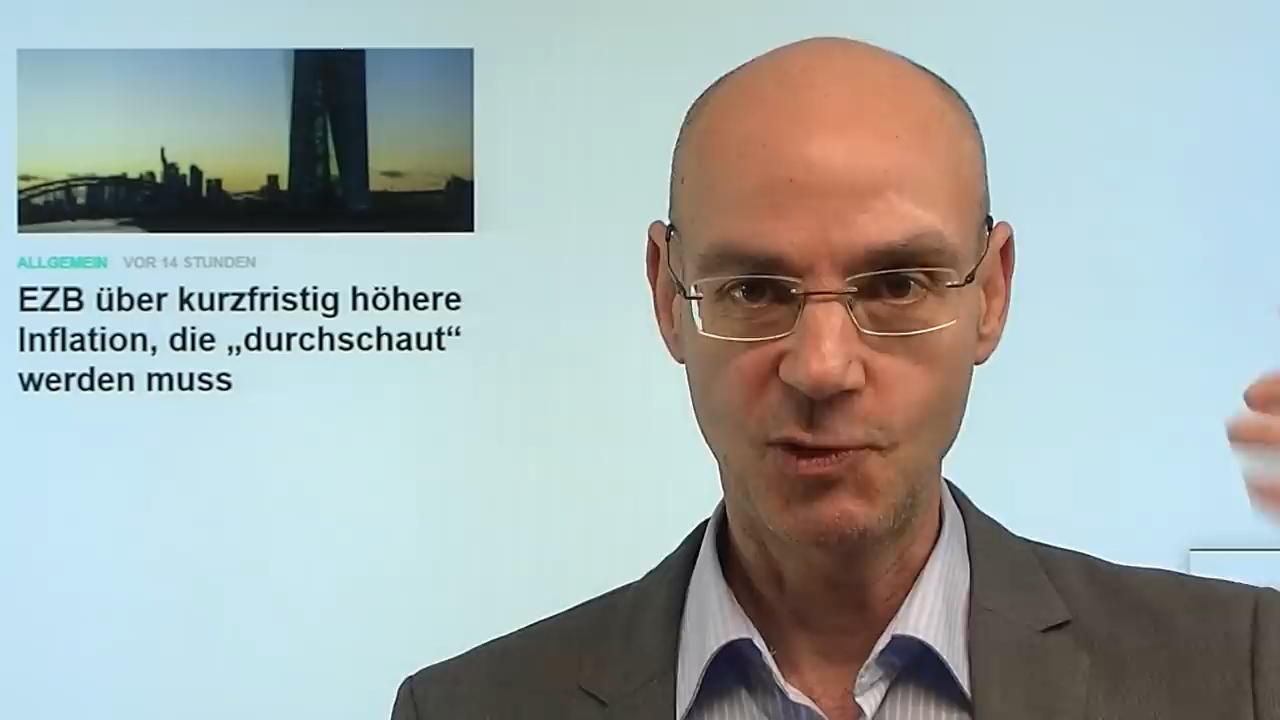 ALLGEMEIN VOR 14 STUNDEN
EZB über kurzfristig höhere
Inflation, die „durchschaut“
werden muss